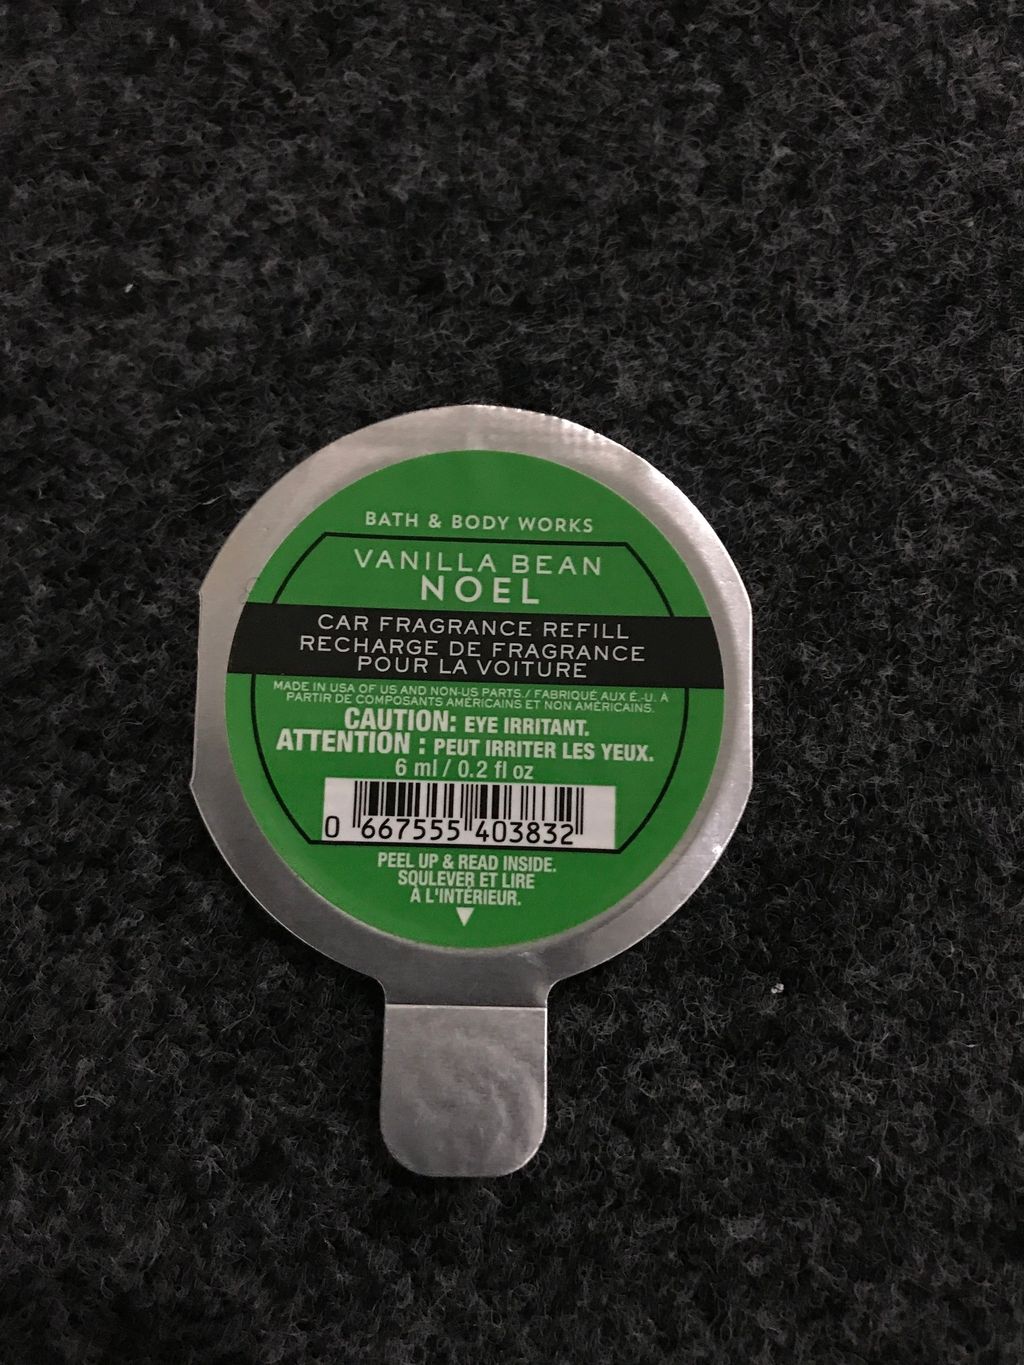 BATH & BODY WORKS
VANILLA BEAN
NOEL
CAR FRAGRANCE REFILL
RECHARGE DE FRAGRANCE
POUR LA VOITURE
MADE IN USA OF US AND NON-US PARTS./ FABRIQUÉ AUX É.-U. À
PARTIR DE COMPOSANTS AMÉRICAINS ET NON AMÉRICAINS.
CAUTION: EYE IRRITANT.
ATTENTION : PEUT IRRITER LES YEUX.
6 ml / 0.2 fl oz
0 667555 403832
PEEL UP & READ INSIDE.
SOULEVER ET LIRE
À L'INTÉRIEUR.